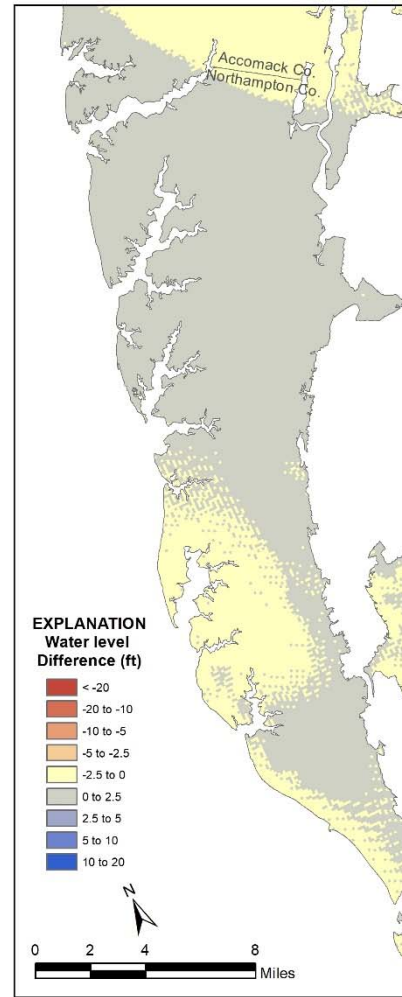 Accomack Co.
Northampton Co.
EXPLANATION
Water level
Difference (ft)
< -20
-20 to -10
-10 to -5
-5 to -2.5
-2.5 to 0
0 to 2.5
2.5 to 5
5 to 10
10 to 20
N
0 2 4 8
Miles